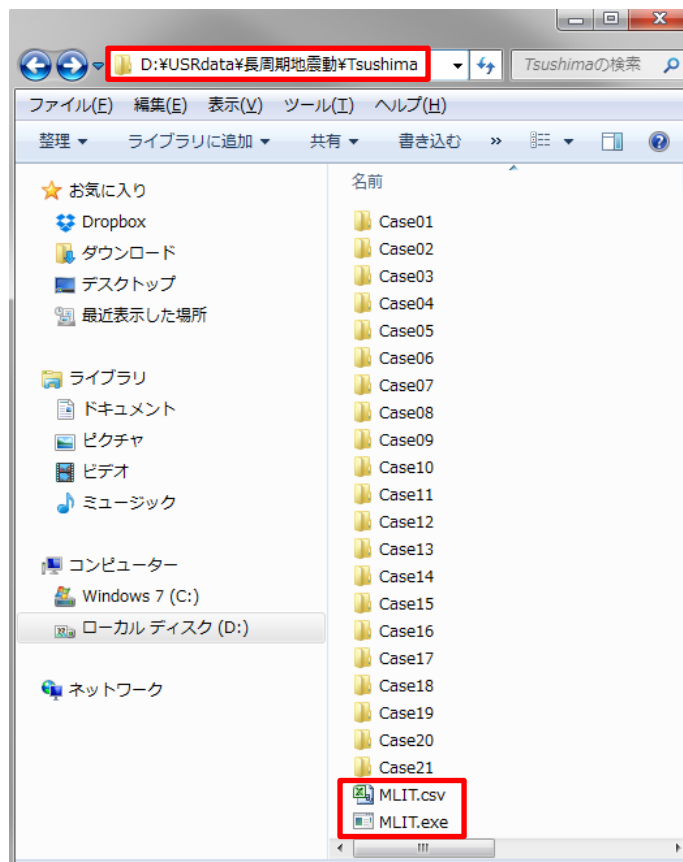 D:¥USRdata¥長周期地震動¥Tsushima
Tsushimaの検索
ファイル(F) 編集(E) 表示(V) ツール(T) ヘルプ(H)
整理 ライブラリに追加 共有 書き込む »
お気に入り
Dropbox
ダウンロード
デスクトップ
最近表示した場所
ライブラリ
ドキュメント
ピクチャ
ビデオ
ミュージック
コンピューター
Windows 7 (C:)
ローカル ディスク (D:)
ネットワーク
名前
Case01
Case02
Case03
Case04
Case05
Case06
Case07
Case08
Case09
Case10
Case11
Case12
Case13
Case14
Case15
Case16
Case17
Case18
Case19
Case20
Case21
MLIT.csv
MLIT.exe